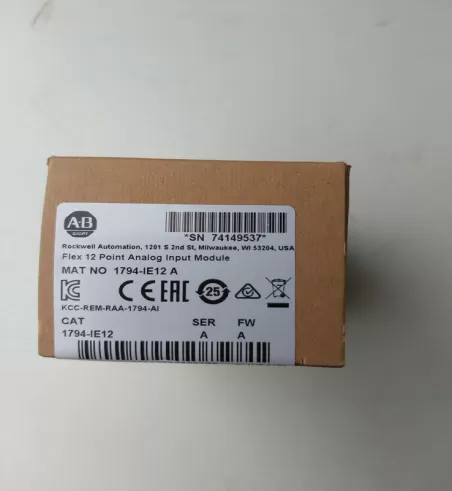 A-B
*SN 74149537*
Rockwell Automation, 1201 S 2nd St, Milwaukee, WI 53204, USA
Flex 12 Point Analog Input Module
MAT NO 1794-IE12 A
CE EAC 25
KCC-REM-RAA-1794-AI
CAT SER FW
1794-IE12 A A